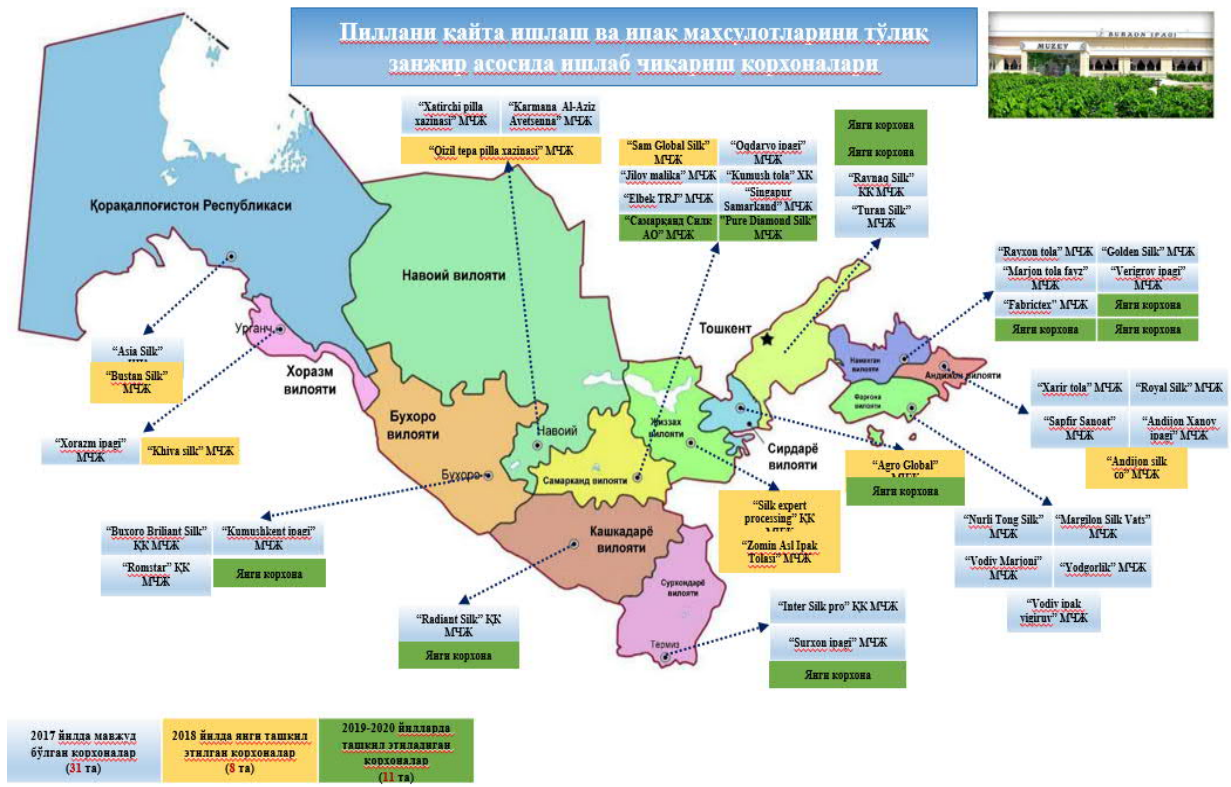 Пиллани қайта ишлаш ва ипак маҳсулотларини тўлиқ
занжир асосида ишлаб чиқариш корхоналари
MUZEY
BURXON IPAGI
“Xatirchi pilla
xazinasi” МЧЖ
“Karmana Al-Aziz
Avetsenna” МЧЖ
“Qizil tepa pilla xazinasi” МЧЖ
“Sam Global Silk”
МЧЖ
“Oqdaryo ipagi”
МЧЖ
“Jiloy malika” МЧЖ
“Kumush tola” ХК
“Elbek TRJ” МЧЖ
“Singapur
Samarkand” МЧЖ
“Самарқанд Силк
АО” МЧЖ
”Pure Diamond Silk”
МЧЖ
Янги корхона
Янги корхона
“Ravnaq Silk”
КК МЧЖ
“Turan Silk”
МЧЖ
“Ravxon tola” МЧЖ
“Golden Silk” МЧЖ
“Marjon tola fayz”
МЧЖ
“Verigrov ipagi”
МЧЖ
“Fabrictex” МЧЖ
Янги корхона
Янги корхона
Янги корхона
Қорақалпоғистон Республикаси
Навоий вилояти
Тошкент
Урганч
Хоразм
вилояти
Бухоро
вилояти
Навоий
Бухоро
Самарканд вилояти
Жиззах
вилояти
Сирдарё
вилояти
Наманган
вилояти
Андижон вилояти
Фарғона
вилояти
Кашкадарё
вилояти
Сурхондарё
вилояти
Термиз
“Asia Silk”
“Bustan Silk”
МЧЖ
“Xorazm ipagi”
МЧЖ
“Khiva silk” МЧЖ
“Xarir tola” МЧЖ
“Royal Silk” МЧЖ
“Sapfir Sanoat”
МЧЖ
“Andijon Xanov
ipagi” МЧЖ
“Andijon silk
co” МЧЖ
“Agro Global”
Янги корхона
“Silk expert
processing” ҚК
“Zomin Asl Ipak
Tolasi” МЧЖ
“Nurli Tong Silk”
МЧЖ
“Margilon Silk Vats”
МЧЖ
“Vodiy Marjoni”
МЧЖ
“Yodgorlik” МЧЖ
“Vodiy ipak
yigiruv” МЧЖ
“Buxoro Briliant Silk”
ҚК МЧЖ
“Kumushkent ipagi”
МЧЖ
“Romstar” ҚК
МЧЖ
Янги корхона
“Radiant Silk” ҚК
МЧЖ
Янги корхона
“Inter Silk pro” ҚК МЧЖ
“Surxon ipagi” МЧЖ
Янги корхона
2017 йилда мавжуд
бўлган корхоналар
(31 та)
2018 йилда янги ташкил
этилган корхоналар
(8 та)
2019-2020 йилларда
ташкил этиладиган
корхоналар
(11 та)